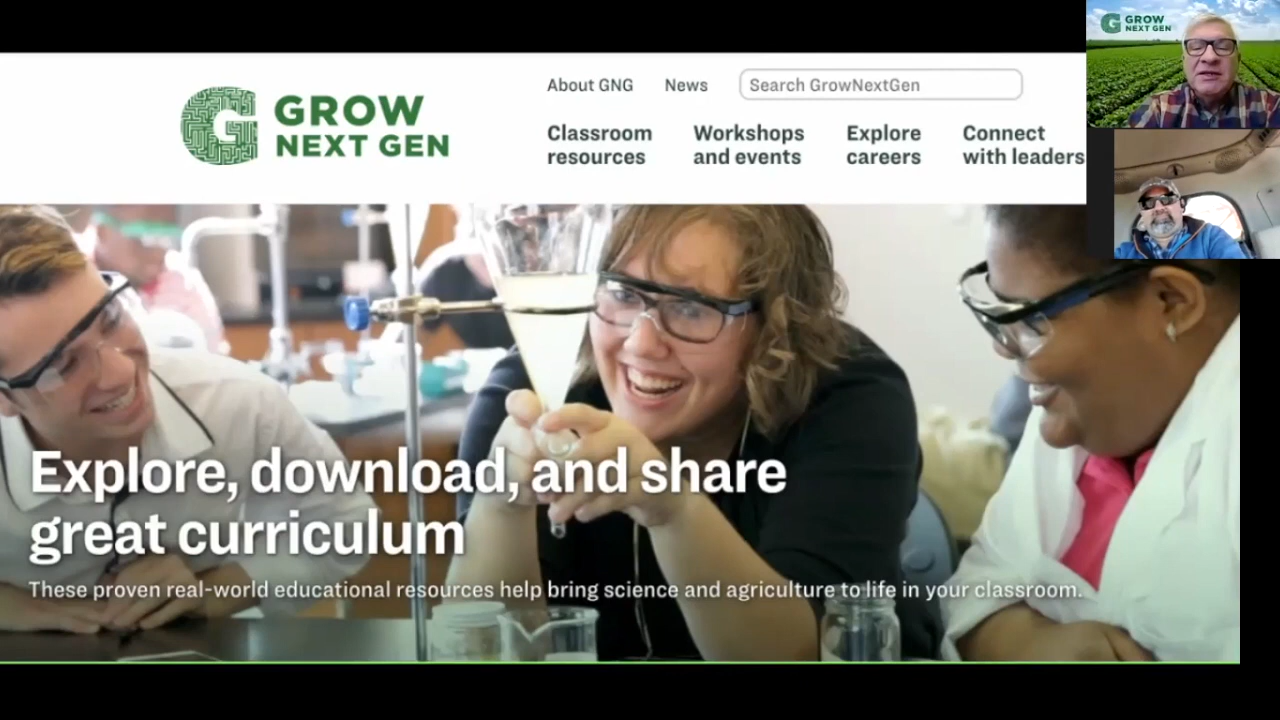 About GNG
News
Search GrowNextGen
GROW
NEXT GEN
Classroom
resources
Workshops
and events
Explore
careers
Connect
with leaders
Explore, download, and share
great curriculum
These proven real-world educational resources help bring science and agriculture to life in your classroom.
GROW
NEXT GEN